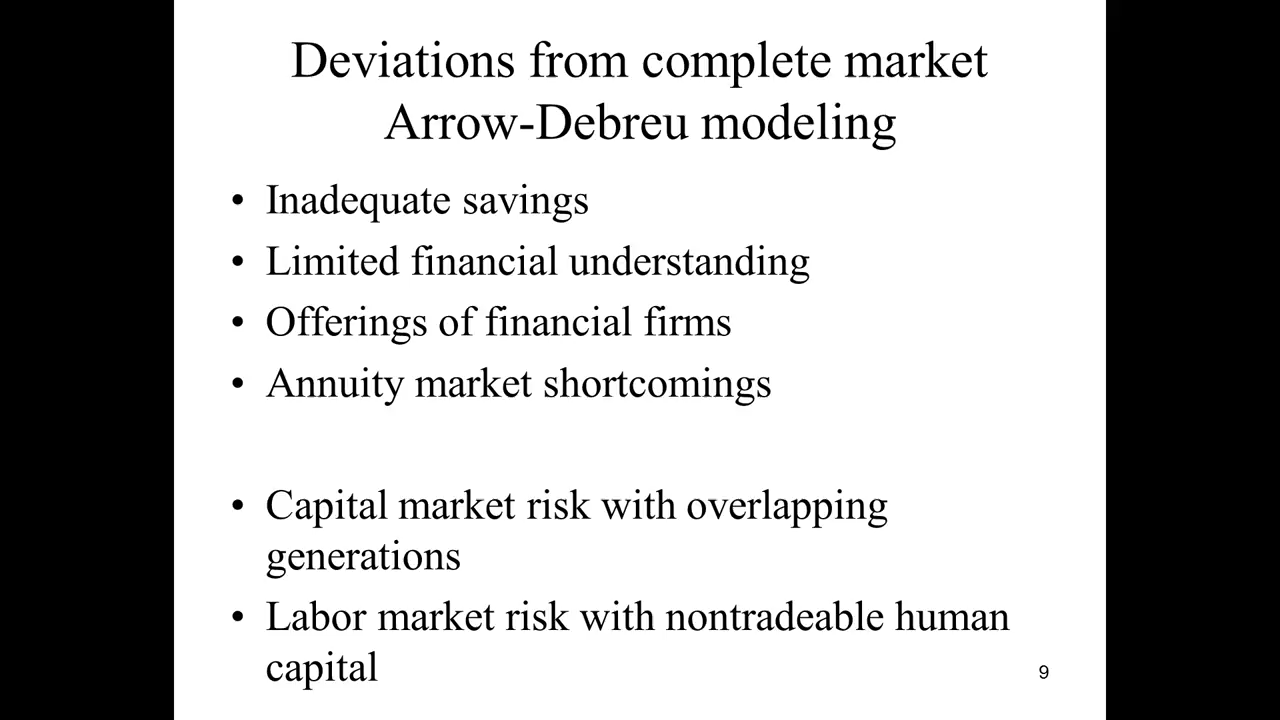 Deviations from complete market
Arrow-Debreu modeling
• Inadequate savings
• Limited financial understanding
• Offerings of financial firms
• Annuity market shortcomings
• Capital market risk with overlapping
generations
• Labor market risk with nontradeable human
capital
9